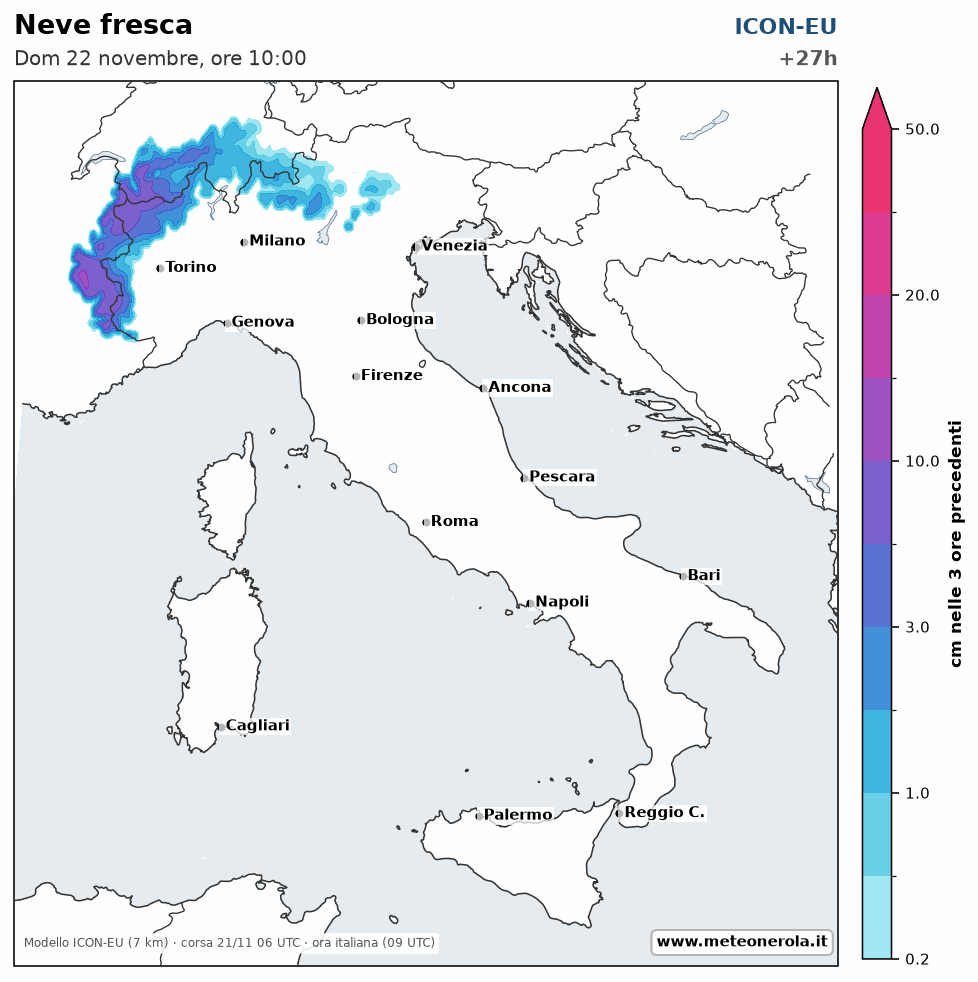 Neve fresca
ICON-EU
Dom 22 novembre, ore 10:00
+27h
50.0
20.0
10.0
3.0
1.0
0.2
cm nelle 3 ore precedenti
Milano
Venezia
Torino
Genova
Bologna
Firenze
Ancona
Pescara
Roma
Bari
Napoli
Cagliari
Palermo
Reggio C.
Modello ICON-EU (7 km) · corsa 21/11 06 UTC · ora italiana (09 UTC)
www.meteonerola.it